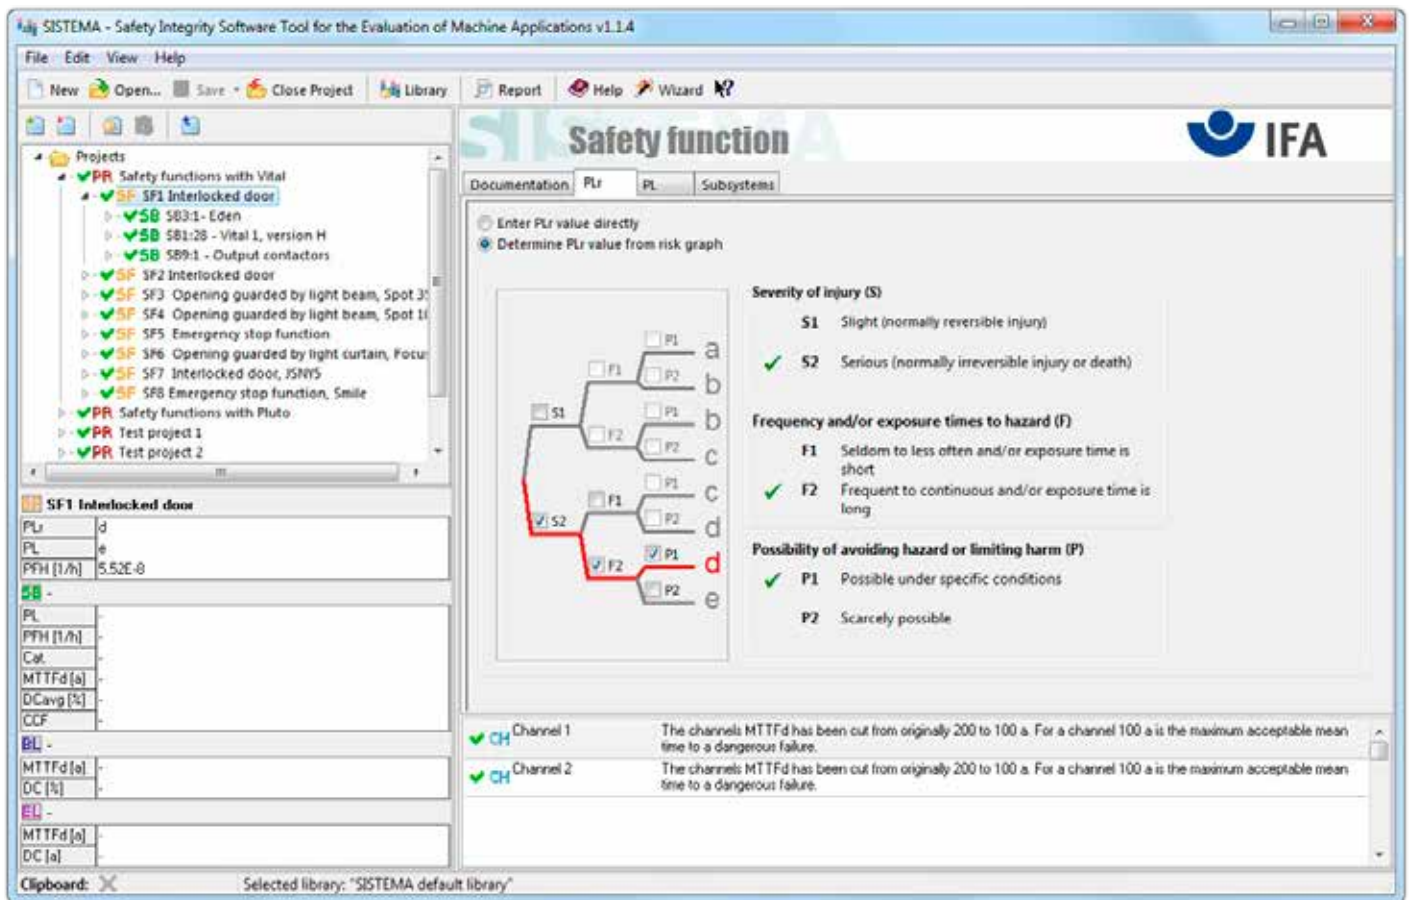 SISTEMA - Safety Integrity Software Tool for the Evaluation of Machine Applications v1.1.4
File Edit View Help
New Open... Save Close Project Library Report Help Wizard
Projects
PR Safety functions with Vital
SF SF1 Interlocked door
SB SB3:1- Eden
SB SB1:28 - Vital 1, version H
SB SB9:1 - Output contactors
SF SF2 Interlocked door
SF SF3 Opening guarded by light beam, Spot 3
SF SF4 Opening guarded by light beam, Spot 1
SF SF5 Emergency stop function
SF SF6 Opening guarded by light curtain, Focu
SF SF7 Interlocked door, JSNY5
SF SF8 Emergency stop function, Smile
PR Safety functions with Pluto
PR Test project 1
PR Test project 2
SF SF1 Interlocked door
PLr d
PL e
PFH [1/h] 5.52E-8
SB -
PL -
PFH [1/h] -
Cat. -
MTTFd [a] -
DCavg [%] -
CCF -
BL -
MTTFd [a] -
DC [%] -
EL -
MTTFd [a] -
DC [a] -
SISTEMA
Safety function
IFA
Documentation PLr PL Subsystems
Enter PLr value directly
Determine PLr value from risk graph
P1 a
F1 P2 b
S1 P1 b
F2 P2 c
P1 c
F1 P2 d
S2 P1 d
F2 P2 e
Severity of injury (S)
S1 Slight (normally reversible injury)
S2 Serious (normally irreversible injury or death)
Frequency and/or exposure times to hazard (F)
F1 Seldom to less often and/or exposure time is
short
F2 Frequent to continuous and/or exposure time is
long
Possibility of avoiding hazard or limiting harm (P)
P1 Possible under specific conditions
P2 Scarcely possible
CH Channel 1 The channels MTTFd has been cut from originally 200 to 100 a. For a channel 100 a is the maximum acceptable mean
time to a dangerous failure.
CH Channel 2 The channels MTTFd has been cut from originally 200 to 100 a. For a channel 100 a is the maximum acceptable mean
time to a dangerous failure.
Clipboard: Selected library: "SISTEMA default library"